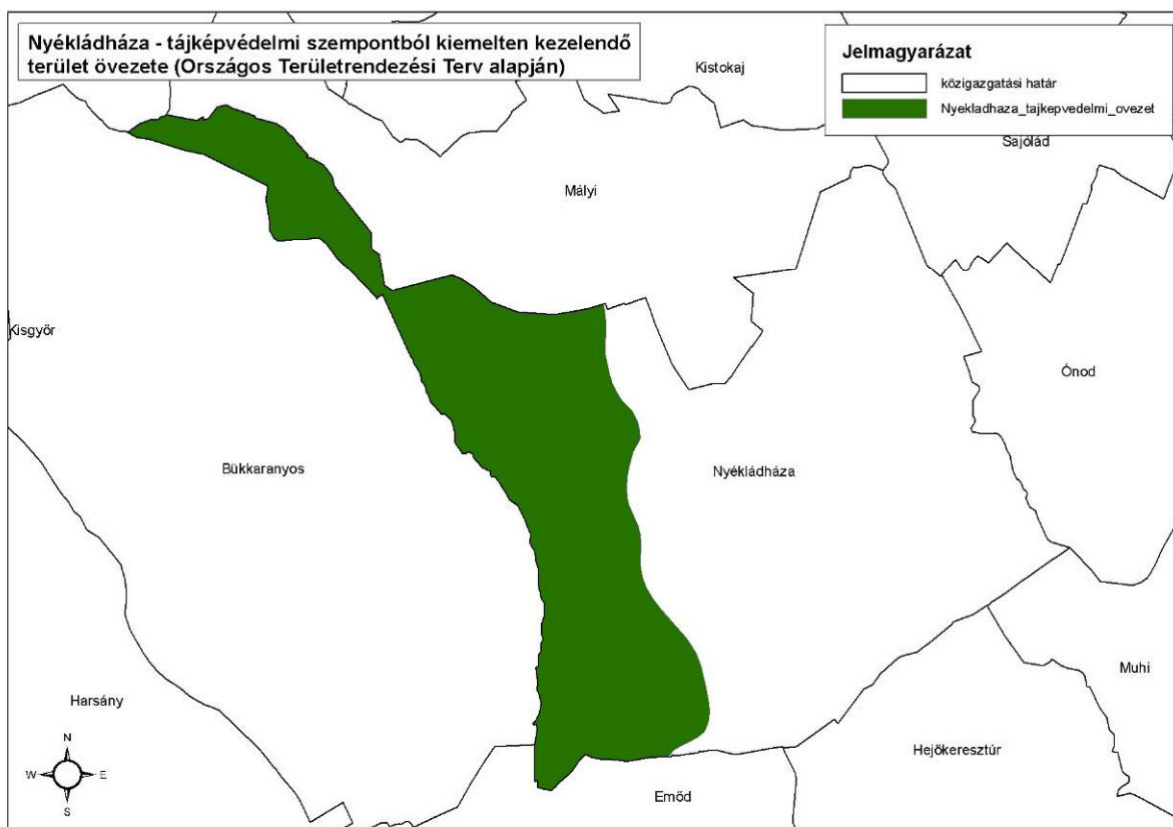 Nyékládháza - tájképvédelmi szempontból kiemelten kezelendő
terület övezete (Országos Területrendezési Terv alapján)
Jelmagyarázat
közigazgatási határ
Nyekladhaza_tajkepvedelmi_ovezet
Kistokaj
Sajólád
Mályi
Kisgyőr
Ónod
Bükkaranyos
Nyékládháza
Harsány
Muhi
Hejőkeresztúr
Emőd
N
W E
S